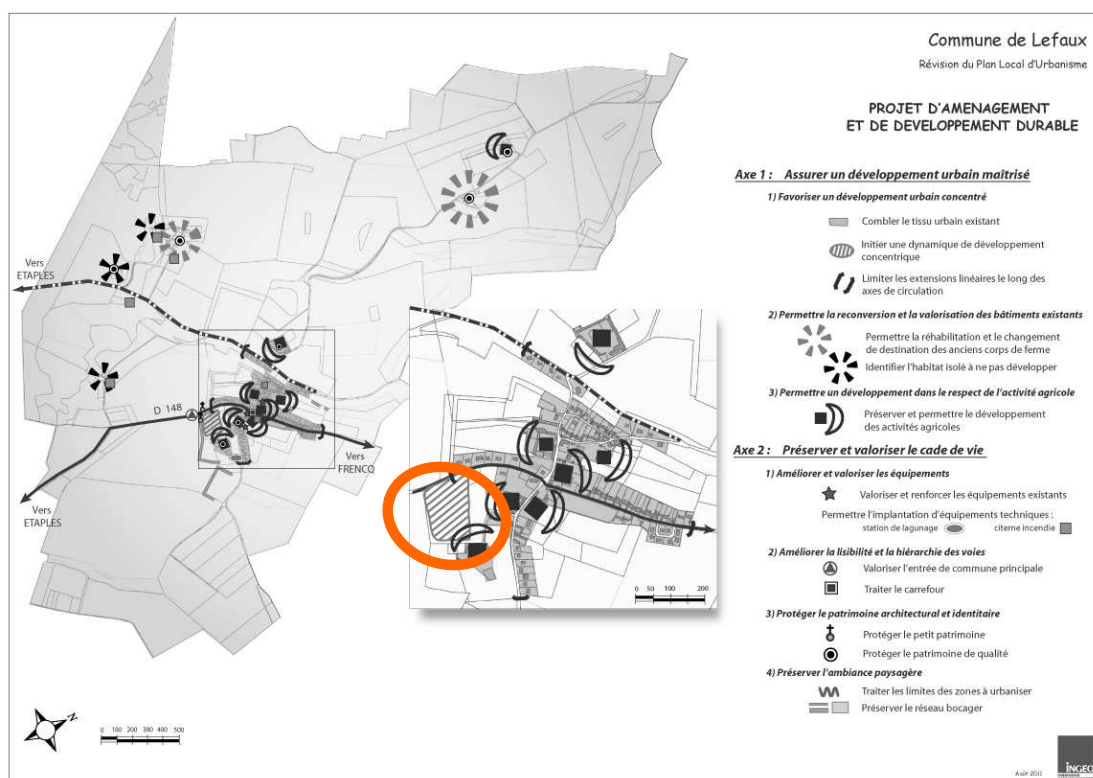 Commune de Lefaux
Révision du Plan Local d'Urbanisme
PROJET D'AMENAGEMENT
ET DE DEVELOPPEMENT DURABLE
Axe 1 : Assurer un développement urbain maîtrisé
1) Favoriser un développement urbain concentré
Combler le tissu urbain existant
Initier une dynamique de développement
concentrique
Limiter les extensions linéaires le long des
axes de circulation
2) Permettre la reconversion et la valorisation des bâtiments existants
Permettre la réhabilitation et le changement
de destination des anciens corps de ferme
Identifier l'habitat isolé à ne pas développer
3) Permettre un développement dans le respect de l'activité agricole
Préserver et permettre le développement
des activités agricoles
Axe 2 : Préserver et valoriser le cade de vie
1) Améliorer et valoriser les équipements
Valoriser et renforcer les équipements existants
Permettre l'implantation d'équipements techniques :
station de lagunage citerne incendie
2) Améliorer la lisibilité et la hiérarchie des voies
Valoriser l'entrée de commune principale
Traiter le carrefour
3) Protéger le patrimoine architectural et identitaire
Protéger le petit patrimoine
Protéger le patrimoine de qualité
4) Préserver l'ambiance paysagère
Traiter les limites des zones à urbaniser
Préserver le réseau bocager
Vers
ETAPLES
D 148
Vers
FRENCQ
Vers
ETAPLES
0 50 100 200
N
0 100 200 300 400 500
Août 2011
INGEO